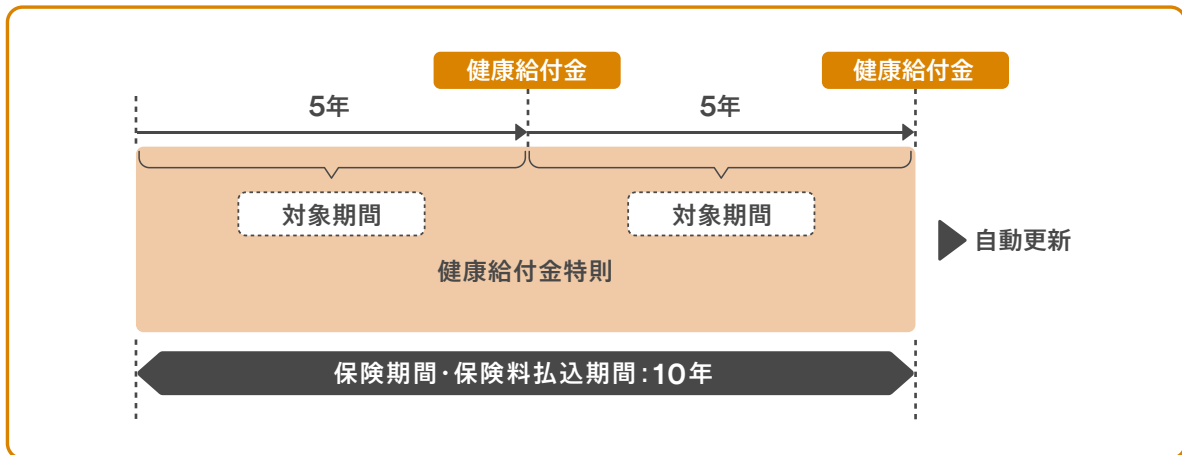 健康給付金
健康給付金
5年
5年
対象期間
対象期間
健康給付金特則
自動更新
保険期間・保険料払込期間:10年